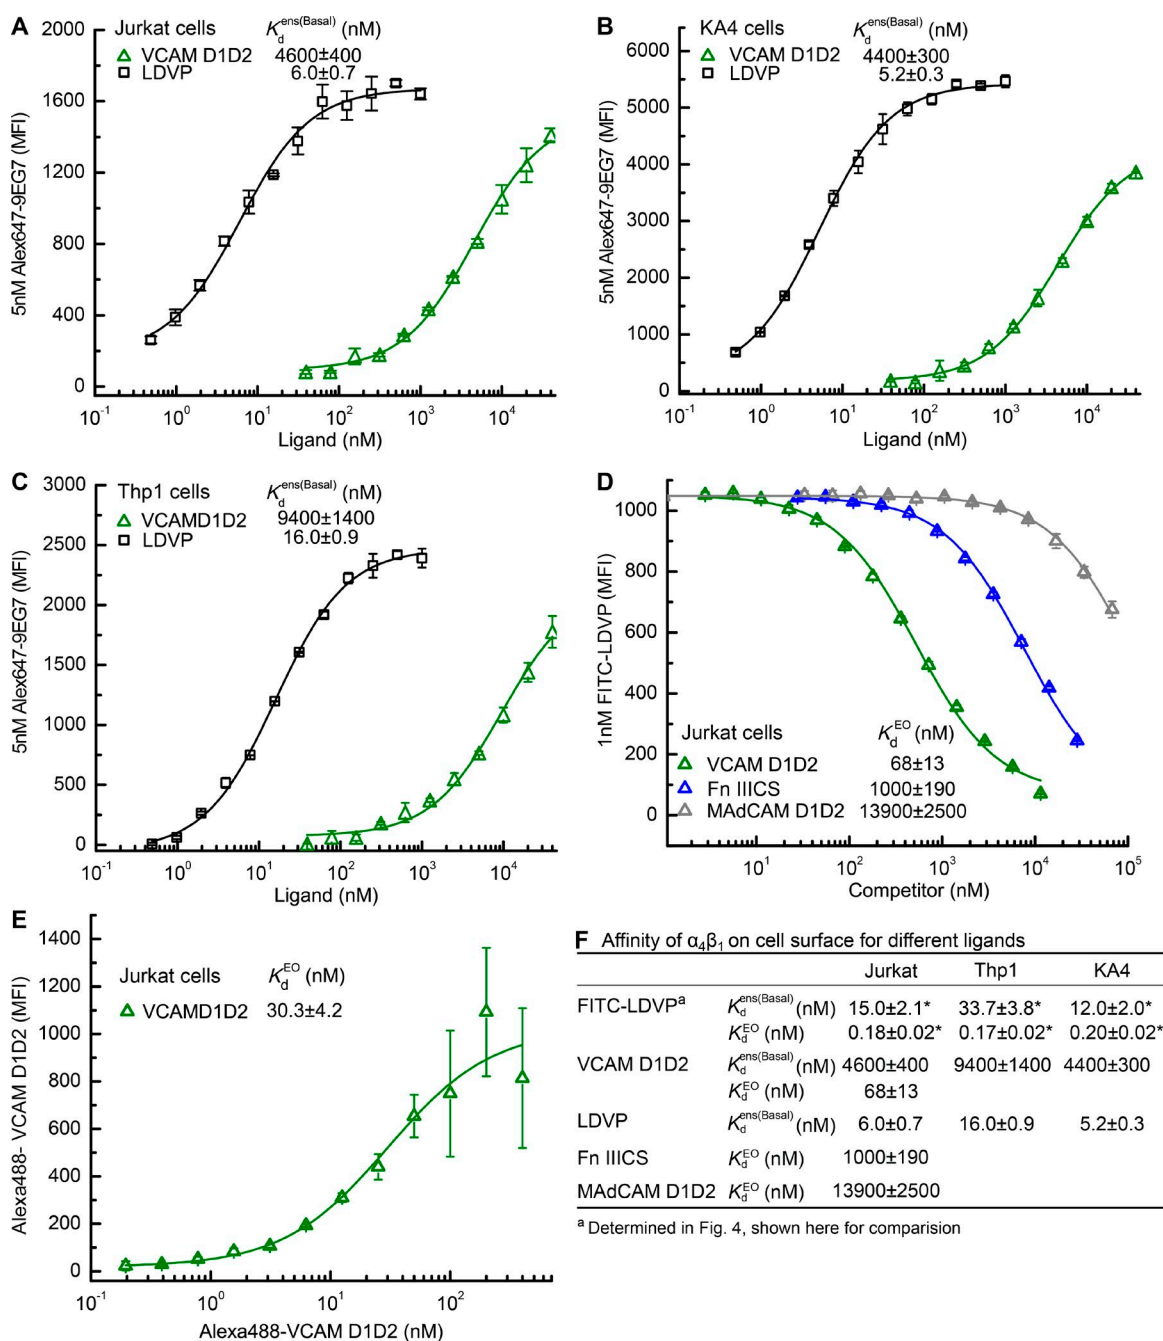 A
Jurkat cells K_d^ens(Basal) (nM)
VCAM D1D2 4600±400
LDVP 6.0±0.7
5nM Alex647-9EG7 (MFI)
1600
1200
800
400
0
10^-1 10^0 10^1 10^2 10^3 10^4
Ligand (nM)
B
KA4 cells K_d^ens(Basal) (nM)
VCAM D1D2 4400±300
LDVP 5.2±0.3
5nM Alex647-9EG7 (MFI)
6000
5000
4000
3000
2000
1000
0
10^-1 10^0 10^1 10^2 10^3 10^4
Ligand (nM)
C
Thp1 cells K_d^ens(Basal) (nM)
VCAMD1D2 9400±1400
LDVP 16.0±0.9
5nM Alex647-9EG7 (MFI)
3000
2500
2000
1500
1000
500
0
10^-1 10^0 10^1 10^2 10^3 10^4
Ligand (nM)
D
1nM FITC-LDVP (MFI)
1000
800
600
400
200
0
Jurkat cells K_d^EO (nM)
VCAM D1D2 68±13
Fn IIICS 1000±190
MAdCAM D1D2 13900±2500
10^1 10^2 10^3 10^4 10^5
Competitor (nM)
E
Jurkat cells K_d^EO (nM)
VCAMD1D2 30.3±4.2
Alexa488- VCAM D1D2 (MFI)
1400
1200
1000
800
600
400
200
0
10^-1 10^0 10^1 10^2
Alexa488-VCAM D1D2 (nM)
F Affinity of α4β1 on cell surface for different ligands
Jurkat Thp1 KA4
FITC-LDVP^a K_d^ens(Basal) (nM) 15.0±2.1* 33.7±3.8* 12.0±2.0*
K_d^EO (nM) 0.18±0.02* 0.17±0.02* 0.20±0.02*
VCAM D1D2 K_d^ens(Basal) (nM) 4600±400 9400±1400 4400±300
K_d^EO (nM) 68±13
LDVP K_d^ens(Basal) (nM) 6.0±0.7 16.0±0.9 5.2±0.3
Fn IIICS K_d^EO (nM) 1000±190
MAdCAM D1D2 K_d^EO (nM) 13900±2500
^a Determined in Fig. 4, shown here for comparision